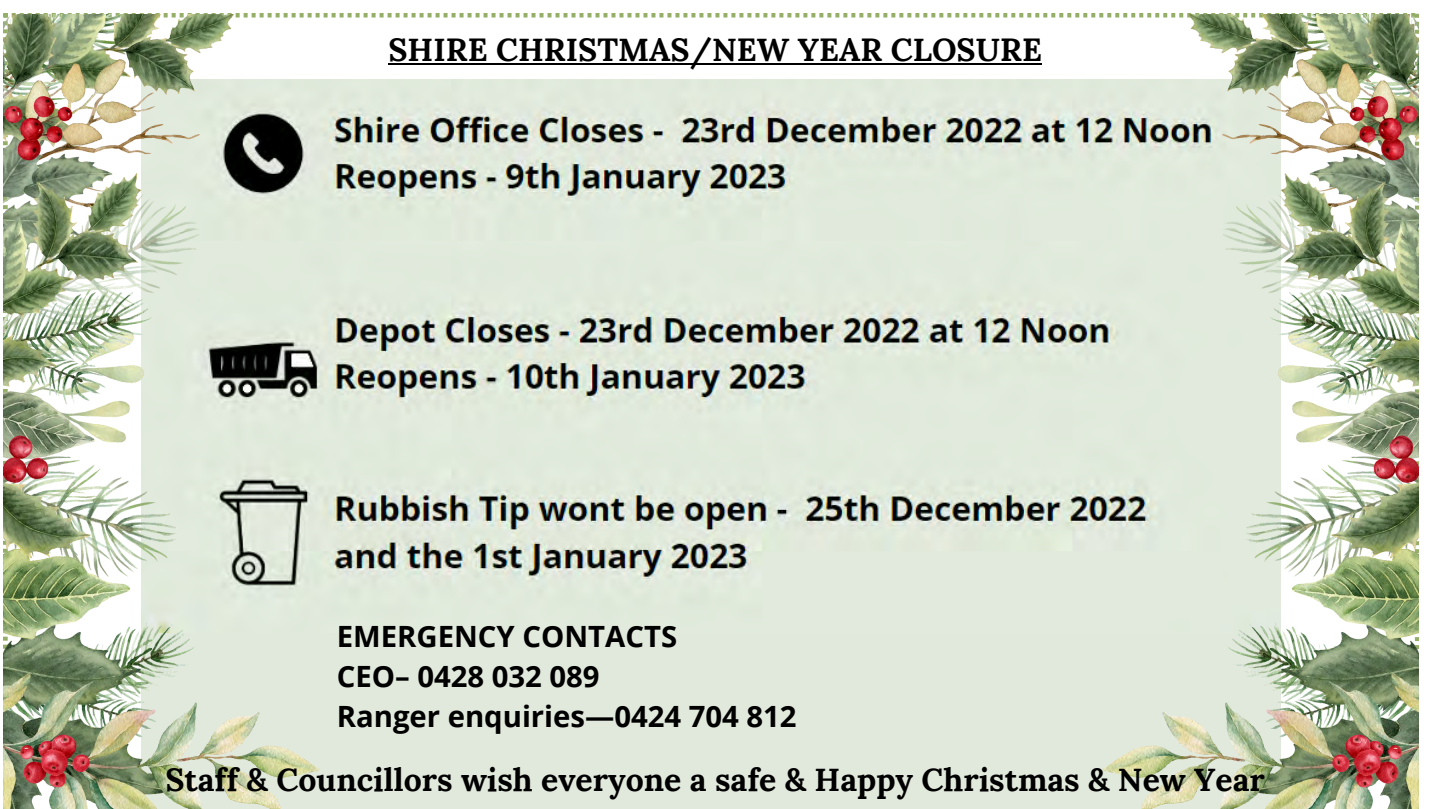 SHIRE CHRISTMAS/NEW YEAR CLOSURE
Shire Office Closes - 23rd December 2022 at 12 Noon
Reopens - 9th January 2023
Depot Closes - 23rd December 2022 at 12 Noon
Reopens - 10th January 2023
Rubbish Tip wont be open - 25th December 2022
and the 1st January 2023
EMERGENCY CONTACTS
CEO– 0428 032 089
Ranger enquiries—0424 704 812
Staff & Councillors wish everyone a safe & Happy Christmas & New Year